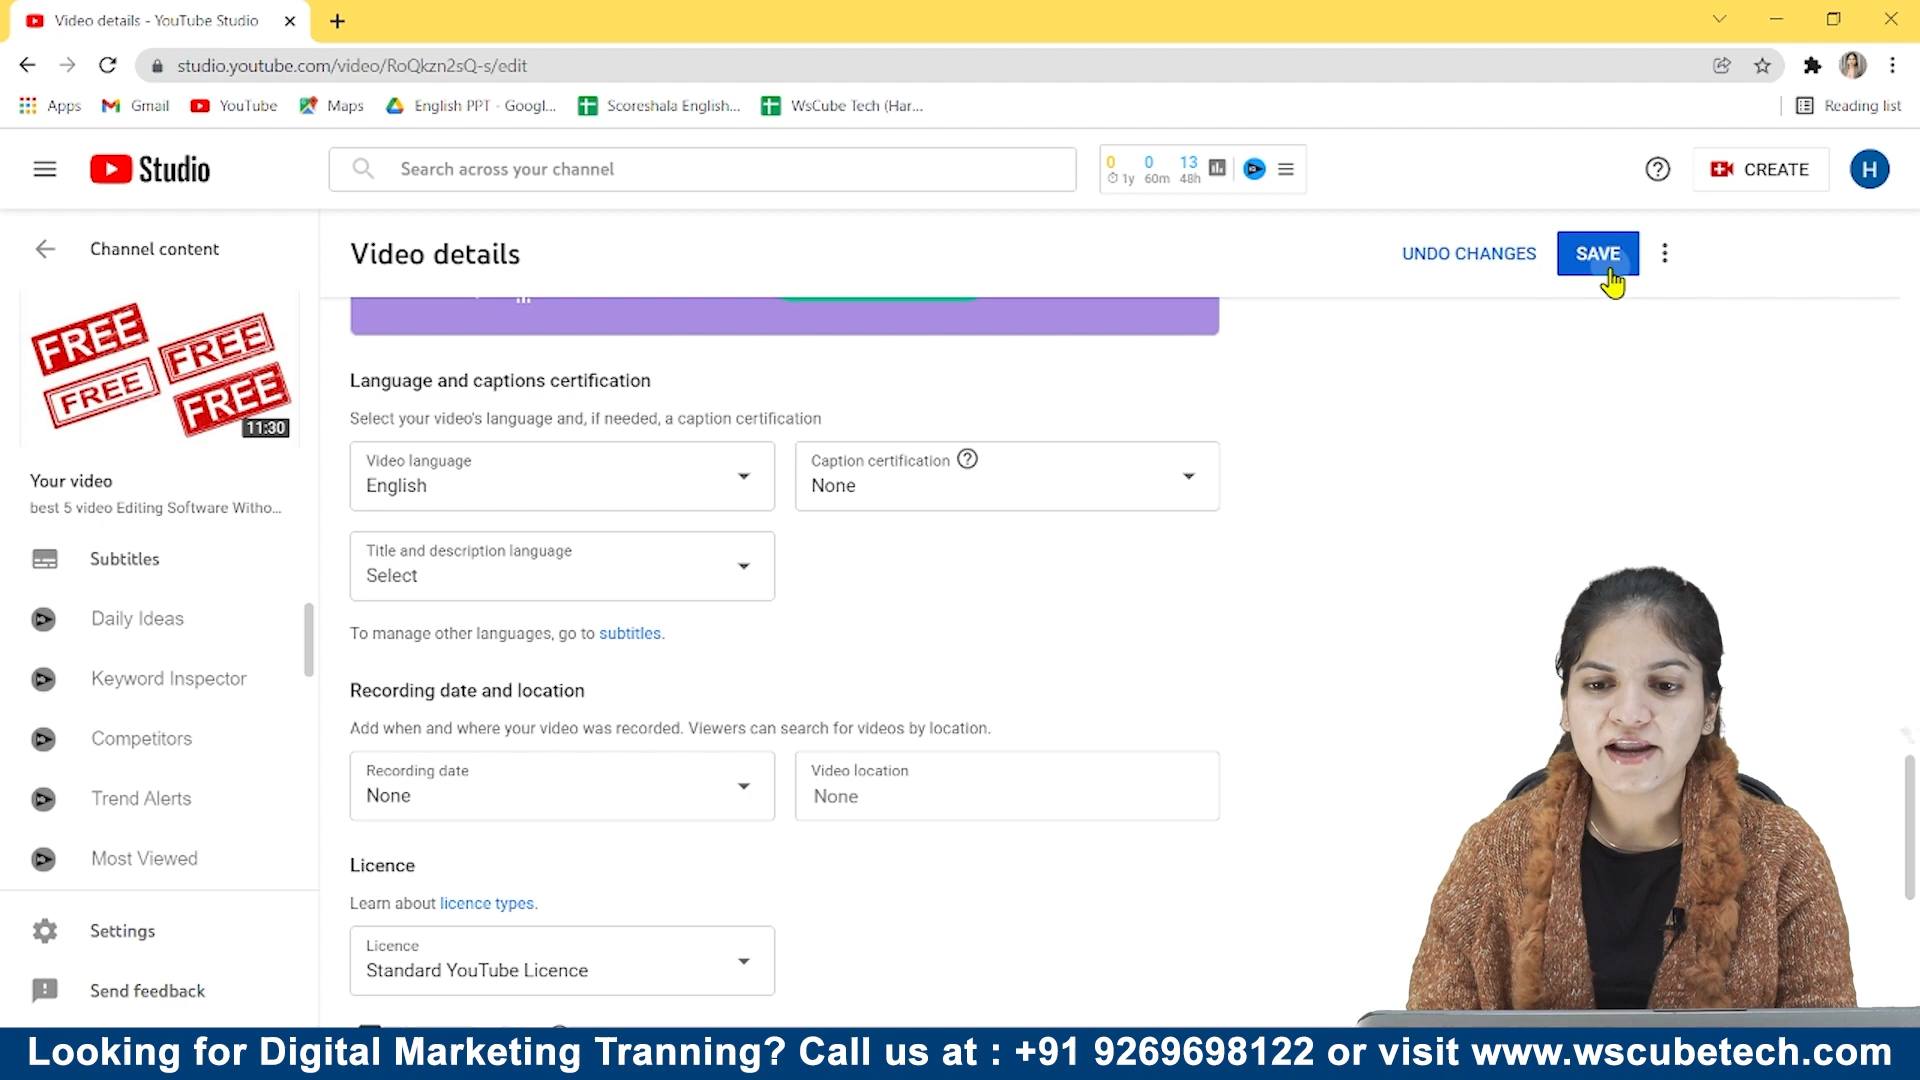 Video details - YouTube Studio
studio.youtube.com/video/RoQkzn2sQ-s/edit
Apps Gmail YouTube Maps English PPT - Googl... Scoreshala English... WsCube Tech (Har... Reading list
Studio
Search across your channel
0 0 13
1y 60m 48h
CREATE
H
Channel content
Video details
UNDO CHANGES
SAVE
FREE
FREE
FREE
FREE
11:30
Your video
best 5 video Editing Software Witho...
Subtitles
Daily Ideas
Keyword Inspector
Competitors
Trend Alerts
Most Viewed
Settings
Send feedback
Language and captions certification
Select your video's language and, if needed, a caption certification
Video language
English
Caption certification
None
Title and description language
Select
To manage other languages, go to subtitles.
Recording date and location
Add when and where your video was recorded. Viewers can search for videos by location.
Recording date
None
Video location
None
Licence
Learn about licence types.
Licence
Standard YouTube Licence
Looking for Digital Marketing Tranning? Call us at : +91 9269698122 or visit www.wscubetech.com